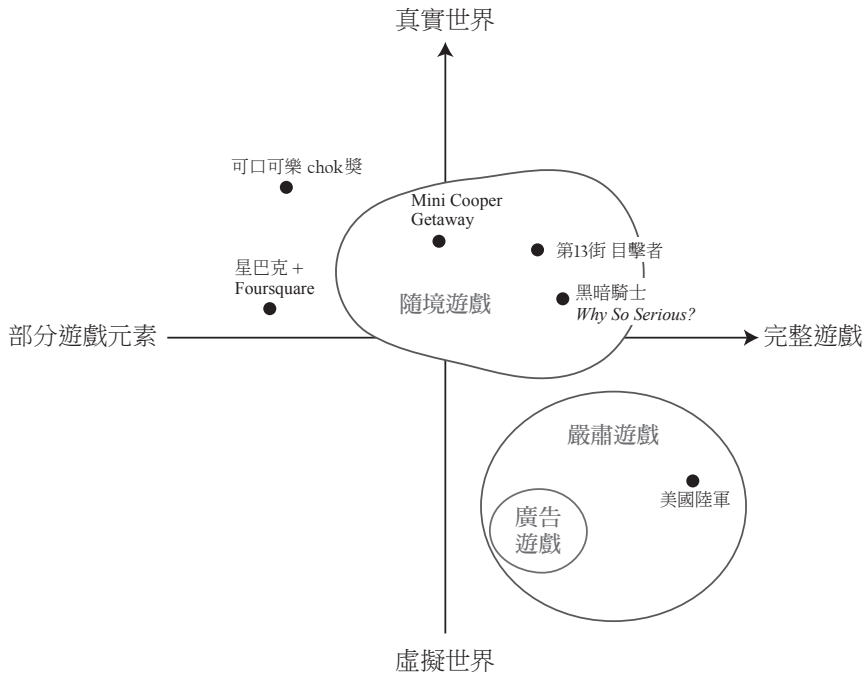 真實世界
可口可樂 chok獎
Mini Cooper
Getaway
第13街 目擊者
星巴克 +
Foursquare
隨境遊戲
黑暗騎士
Why So Serious?
部分遊戲元素
完整遊戲
嚴肅遊戲
美國陸軍
廣告
遊戲
虛擬世界